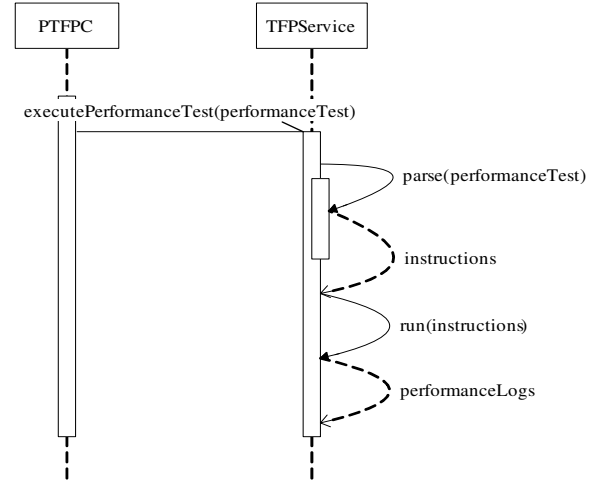 PTFPC
TFPService
executePerformanceTest(performanceTest)
parse(performanceTest)
instructions
run(instructions)
performanceLogs